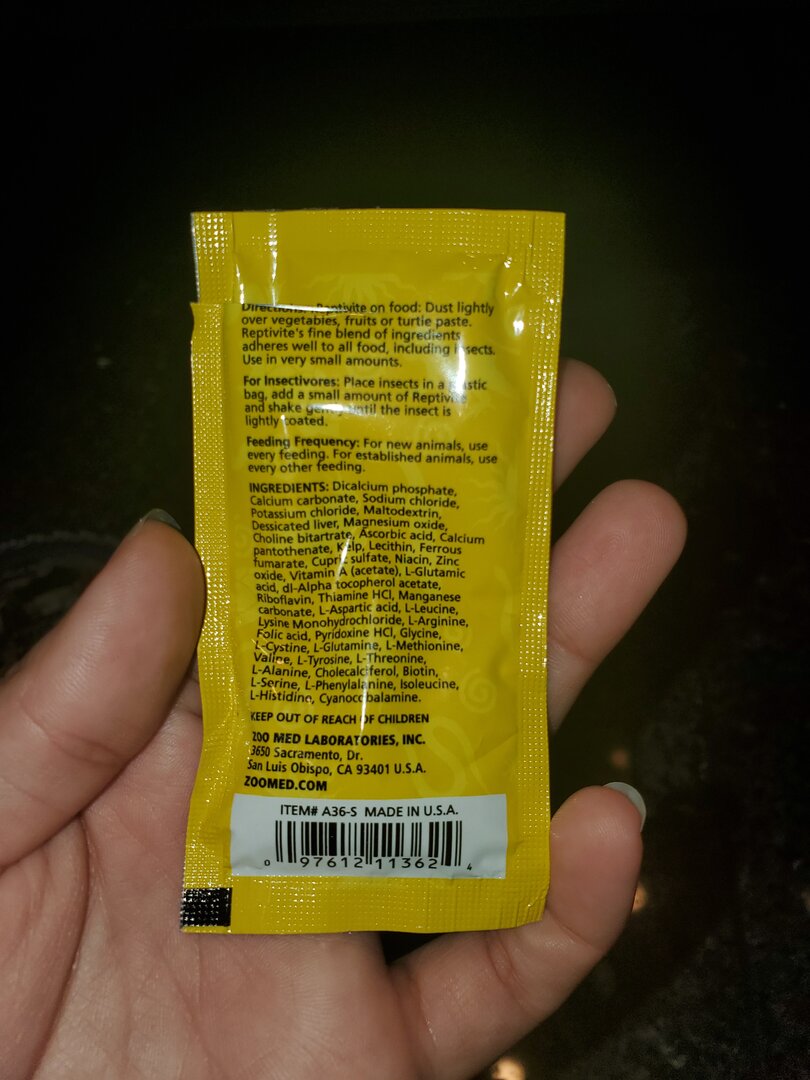 Directions: Reptivite on food: Dust lightly
over vegetables, fruits or turtle paste.
Reptivite's fine blend of ingredients
adheres well to all food, including insects.
Use in very small amounts.
For Insectivores: Place insects in a plastic
bag, add a small amount of Reptivite
and shake gently until the insect is
lightly coated.
Feeding Frequency: For new animals, use
every feeding. For established animals, use
every other feeding.
INGREDIENTS: Dicalcium phosphate,
Calcium carbonate, Sodium chloride,
Potassium chloride, Maltodextrin,
Dessicated liver, Magnesium oxide,
Choline bitartrate, Ascorbic acid, Calcium
pantothenate, Kelp, Lecithin, Ferrous
fumarate, Cupric sulfate, Niacin, Zinc
oxide, Vitamin A (acetate), L-Glutamic
acid, dl-Alpha tocopherol acetate,
Riboflavin, Thiamine HCl, Manganese
carbonate, L-Aspartic acid, L-Leucine,
Lysine Monohydrochloride, L-Arginine,
Folic acid, Pyridoxine HCl, Glycine,
L-Cystine, L-Glutamine, L-Methionine,
Valine, L-Tyrosine, L-Threonine,
L-Alanine, Cholecalciferol, Biotin,
L-Serine, L-Phenylalanine, Isoleucine,
L-Histidine, Cyanocobalamine.
KEEP OUT OF REACH OF CHILDREN
ZOO MED LABORATORIES, INC.
3650 Sacramento, Dr.
San Luis Obispo, CA 93401 U.S.A.
ZOOMED.COM
ITEM# A36-S MADE IN U.S.A.
0 97612 11362 4